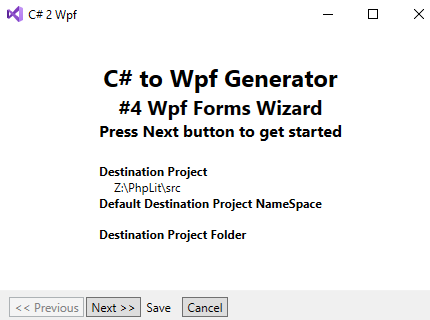 C# 2 Wpf
C# to Wpf Generator
#4 Wpf Forms Wizard
Press Next button to get started
Destination Project
Z:\PhpLit\src
Default Destination Project NameSpace
Destination Project Folder
<< Previous Next >> Save Cancel